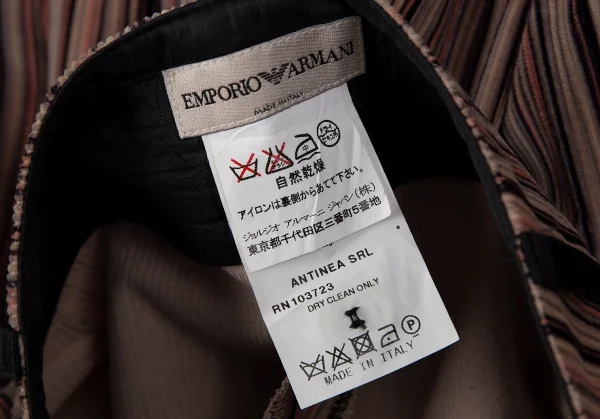 EMPORIO ARMANI
MADE IN ITALY
自然乾燥
アイロンは裏側からあてて下さい。
ジョルジオ アルマーニ ジャパン(株)
東京都千代田区三番町5番地
ANTINEA SRL
RN103723
DRY CLEAN ONLY
P
MADE IN ITALY